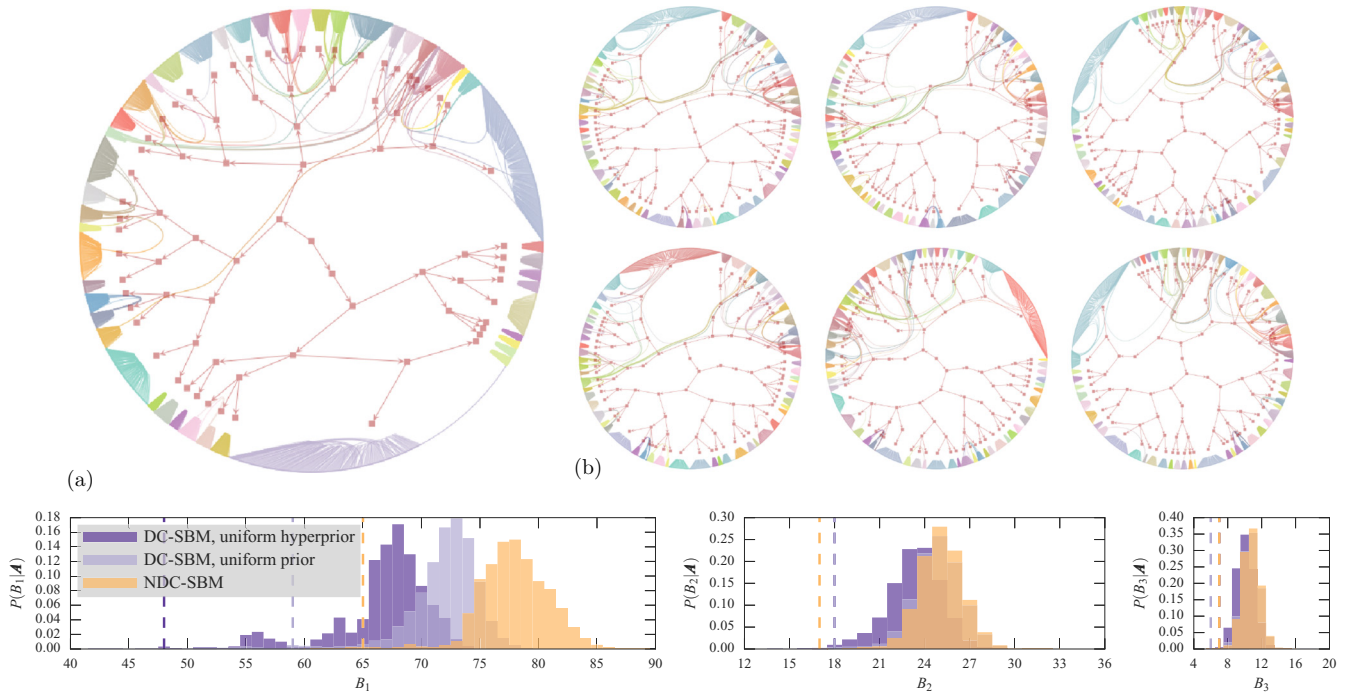 (a)
(b)
P(B₁|A)
0.18
0.16
0.14
0.12
0.10
0.08
0.06
0.04
0.02
0.00
DC-SBM, uniform hyperprior
DC-SBM, uniform prior
NDC-SBM
40 45 50 55 60 65 70 75 80 85 90
B₁
P(B₂|A)
0.30
0.25
0.20
0.15
0.10
0.05
0.00
12 15 18 21 24 27 30 33 36
B₂
P(B₃|A)
0.40
0.35
0.30
0.25
0.20
0.15
0.10
0.05
0.00
4 8 12 16 20
B₃